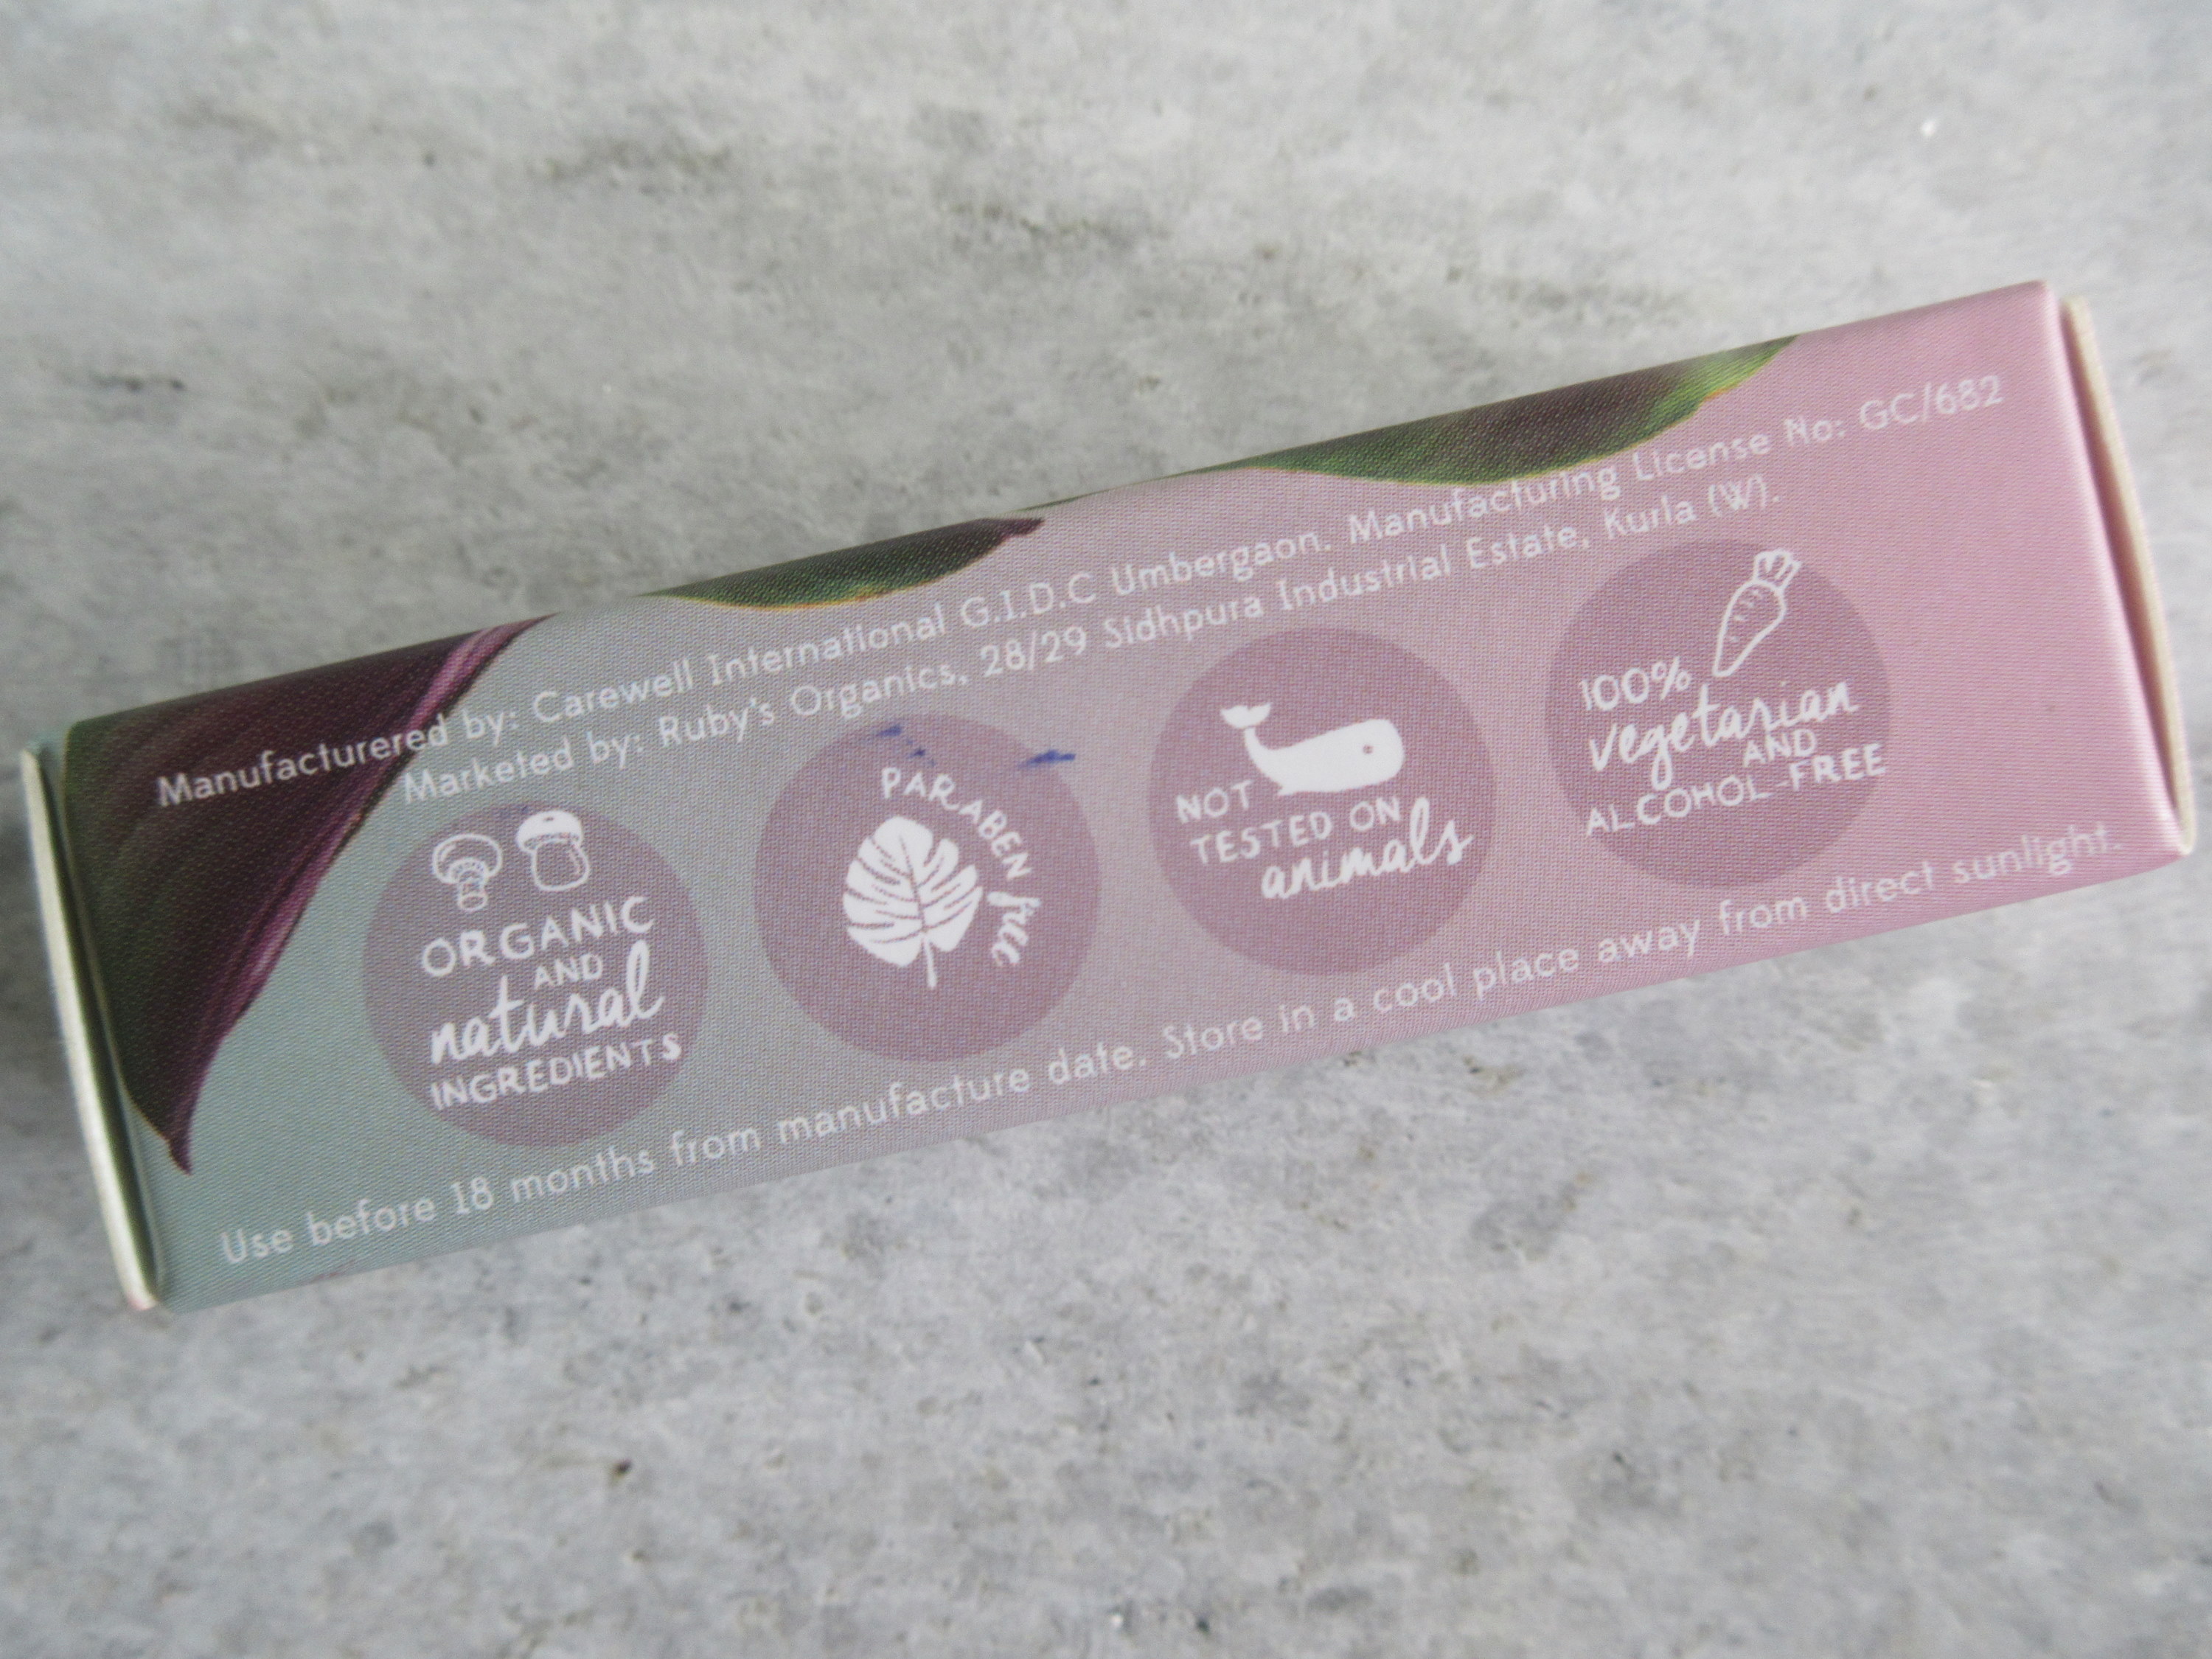 Manufacturered by: Carewell International G.I.D.C Umbergaon. Manufacturing License No: GC/682
Marketed by: Ruby's Organics, 28/29 Sidhpura Industrial Estate, Kurla (W).
ORGANIC
AND
natural
INGREDIENTS
PARABEN free
NOT
TESTED ON
animals
100%
vegetarian
AND
ALCOHOL-FREE
Use before 18 months from manufacture date. Store in a cool place away from direct sunlight.